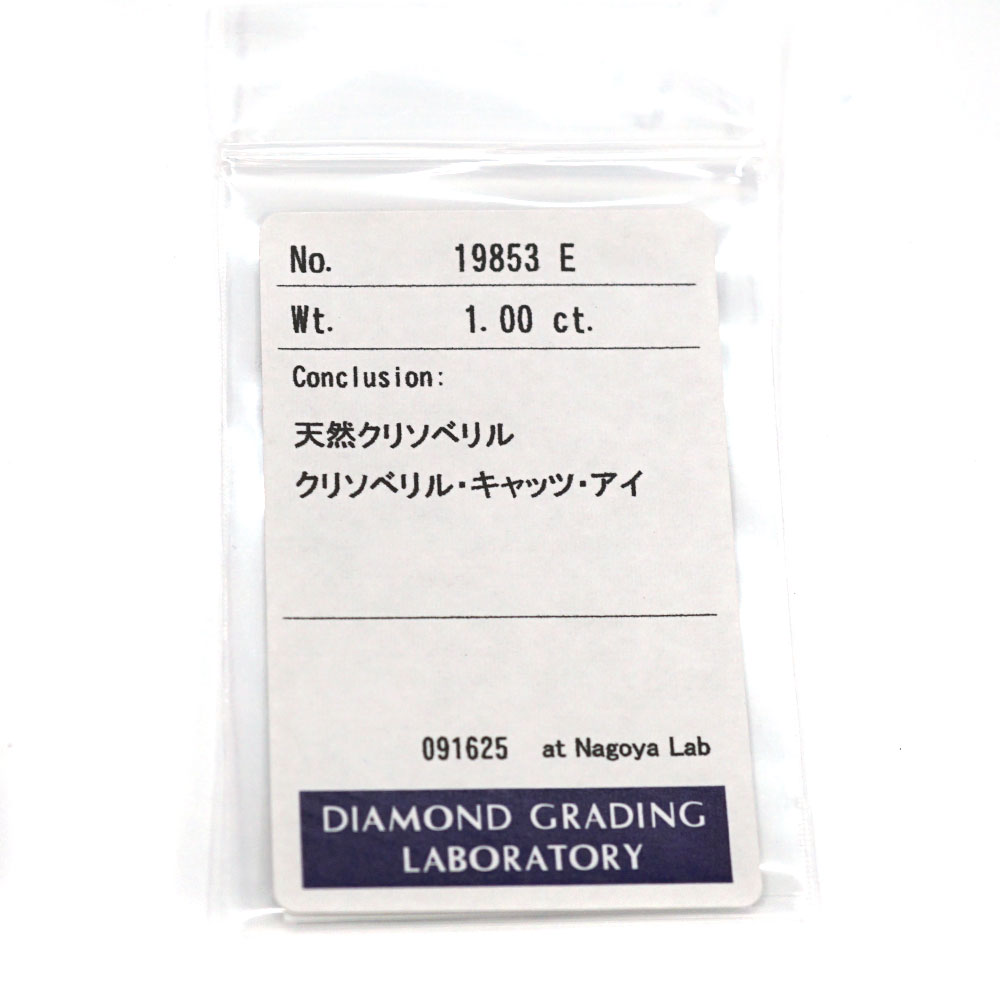 No. 19853 E
Wt. 1.00 ct.
Conclusion:
天然クリソベリル
クリソベリル・キャッツ・アイ
091625 at Nagoya Lab
DIAMOND GRADING
LABORATORY